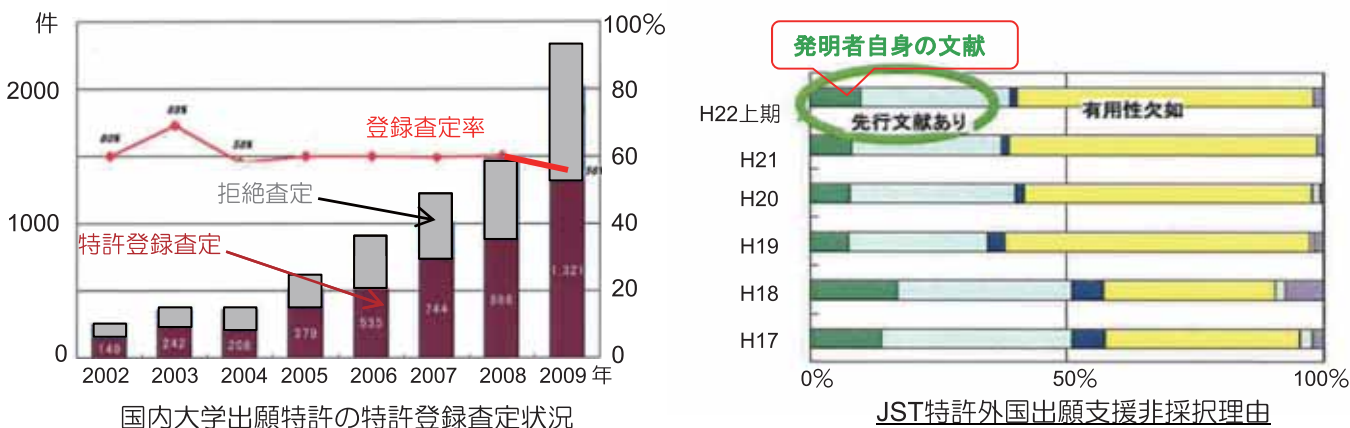 件
100%
2000
80
登録査定率
60
拒絶査定
1000
40
特許登録査定
20
0
0
242
379
535
744
1,321
2002 2003 2004 2005 2006 2007 2008 2009 年
国内大学出願特許の特許登録査定状況
発明者自身の文献
H22上期
先行文献あり
有用性欠如
H21
H20
H19
H18
H17
0% 50% 100%
JST特許外国出願支援非採択理由